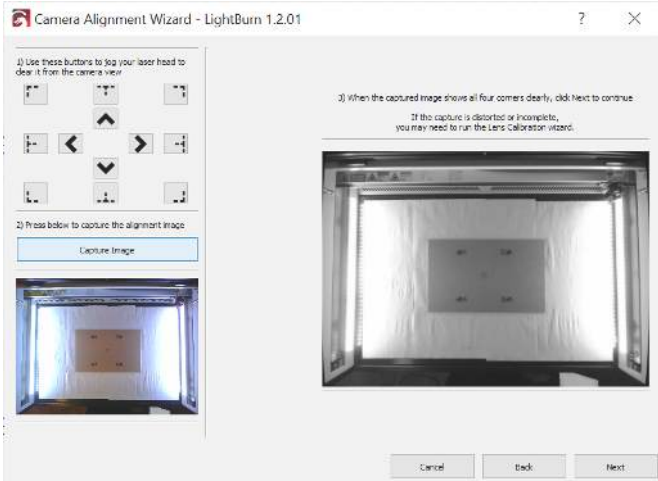 Camera Alignment Wizard - LightBurn 1.2.01
1) Use these buttons to jog your laser head to
clear it from the camera view
2) Press below to capture the alignment image
Capture Image
3) When the captured image shows all four corners clearly, click Next to continue
If the capture is distorted or incomplete,
you may need to run the Lens Calibration wizard.
Cancel
Back
Next